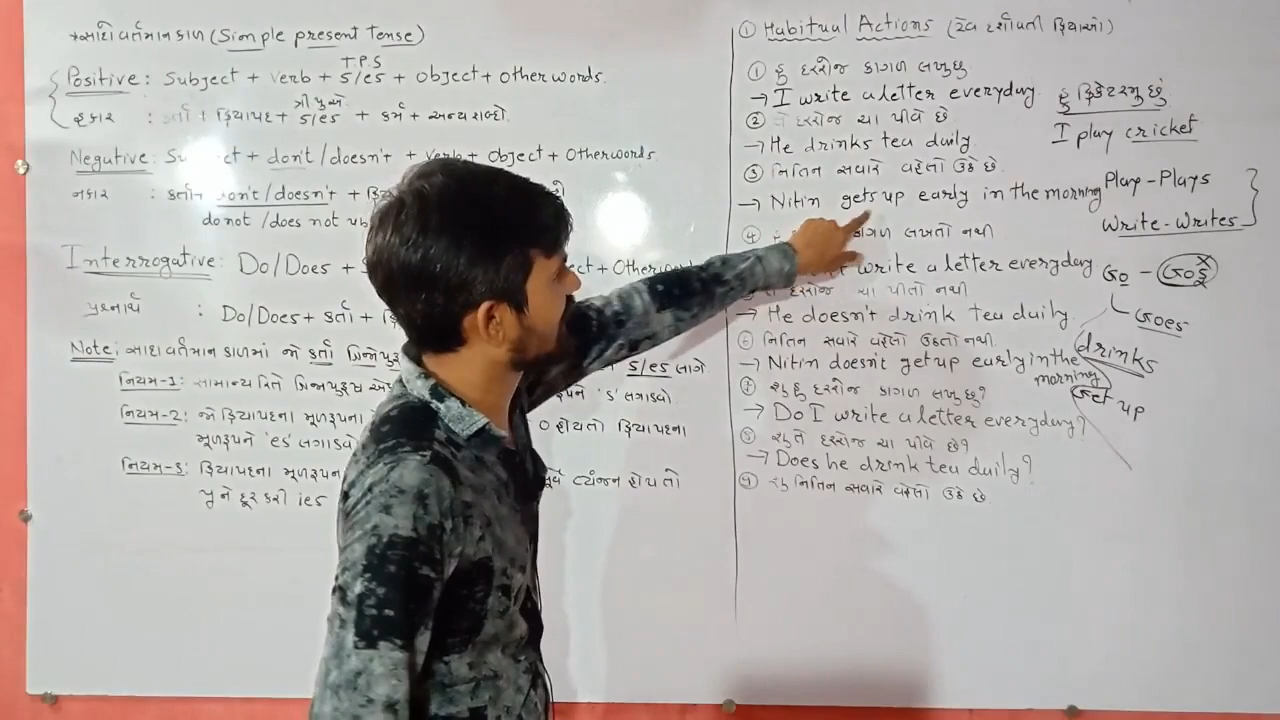 *સાદો વર્તમાનકાળ (Simple present Tense)
T.P.S
Positive: Subject + verb + s/es + object + other words.
ત્રી પુ એ
હકાર : કર્તા + ક્રિયાપદ + s/es + કર્મ + અન્ય શબ્દો.
Negative: + don't/doesn't + verb + object + Otherwords.
નકાર : કર્તા + don't/doesn't +
do not /does not
Interrogative: Do/Does +
પ્રશ્નાર્થ : Do/Does + કર્તા +
Note: સાદા વર્તમાન કાળમાં જો કર્તા s/es લાગે
નિયમ-1: સામાન્ય રીતે 's' લગાડવો
નિયમ-2: જો ક્રિયાપદના મૂળરૂપના o હોય તો ક્રિયાપદના
મૂળરૂપને 'es' લગાડવો
નિયમ-3: ક્રિયાપદના મૂળરૂપન વ્યંજન હોય તો
yને દૂર કરી ies
① Habitual Actions (ટેવ દર્શાવતી ક્રિયાઓ)
① હું દરરોજ કાગળ લખુ છુ
→ I write a letter everyday.
② દરરોજ ચા પીવે છે
→ He drinks tea daily.
③ નિતિન સવારે વહેલો ઉઠે છે.
→ Nitin gets up early in the morning
④ કાગળ લખતો નથી
write a letter everyday
દરરોજ ચા પીતો નથી
→ He doesn't drink tea daily.
⑥ નિતિન સવારે વહેલો ઉઠતો નથી.
→ Nitin doesn't get up early in the
morning
⑦ શુ હુ દરરોજ કાગળ લખુ છુ?
→ Do I write a letter everyday?
⑧ શુ તે દરરોજ ચા પીવે છે?
→ Does he drink tea daily?
⑨ શુ નિતિન સવારે વહેલો ઉઠે છે
હું ક્રિકેટ રમુ છું
I play cricket
Play - Plays
Write - Writes
Go -
Goes
drinks
Get up